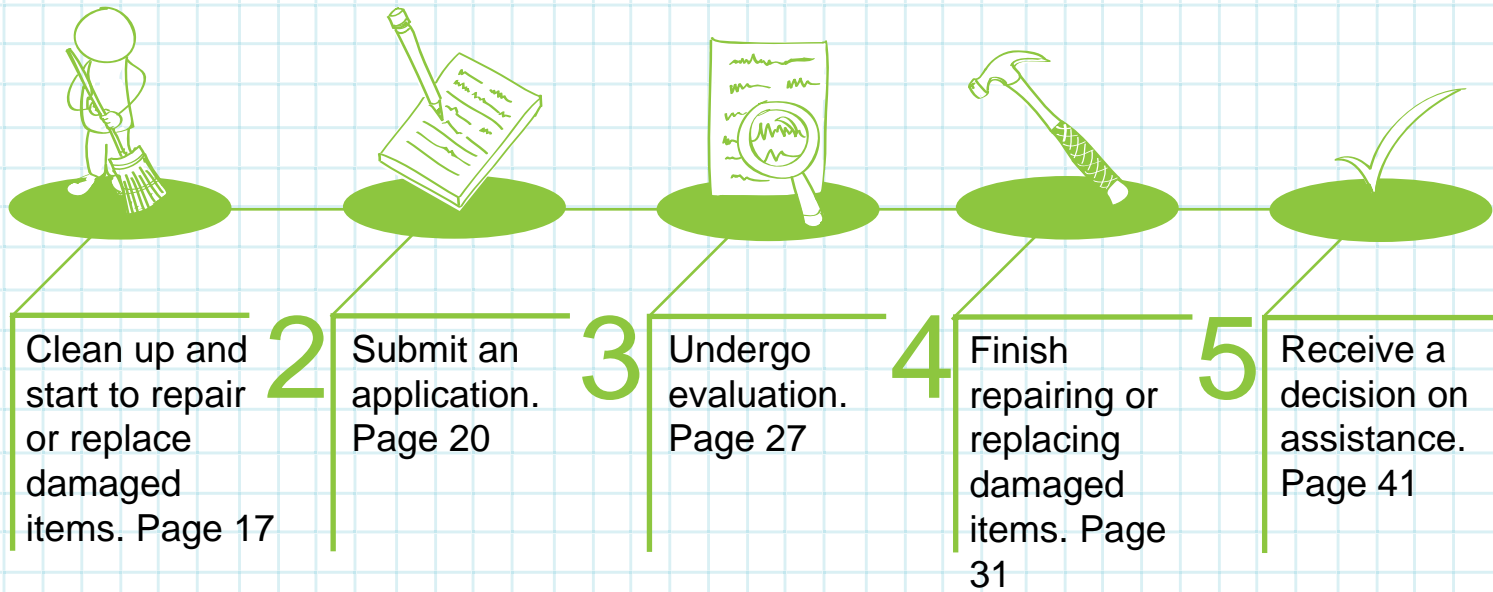 Clean up and
start to repair
or replace
damaged
items. Page 17
2
Submit an
application.
Page 20
3
Undergo
evaluation.
Page 27
4
Finish
repairing or
replacing
damaged
items. Page
31
5
Receive a
decision on
assistance.
Page 41